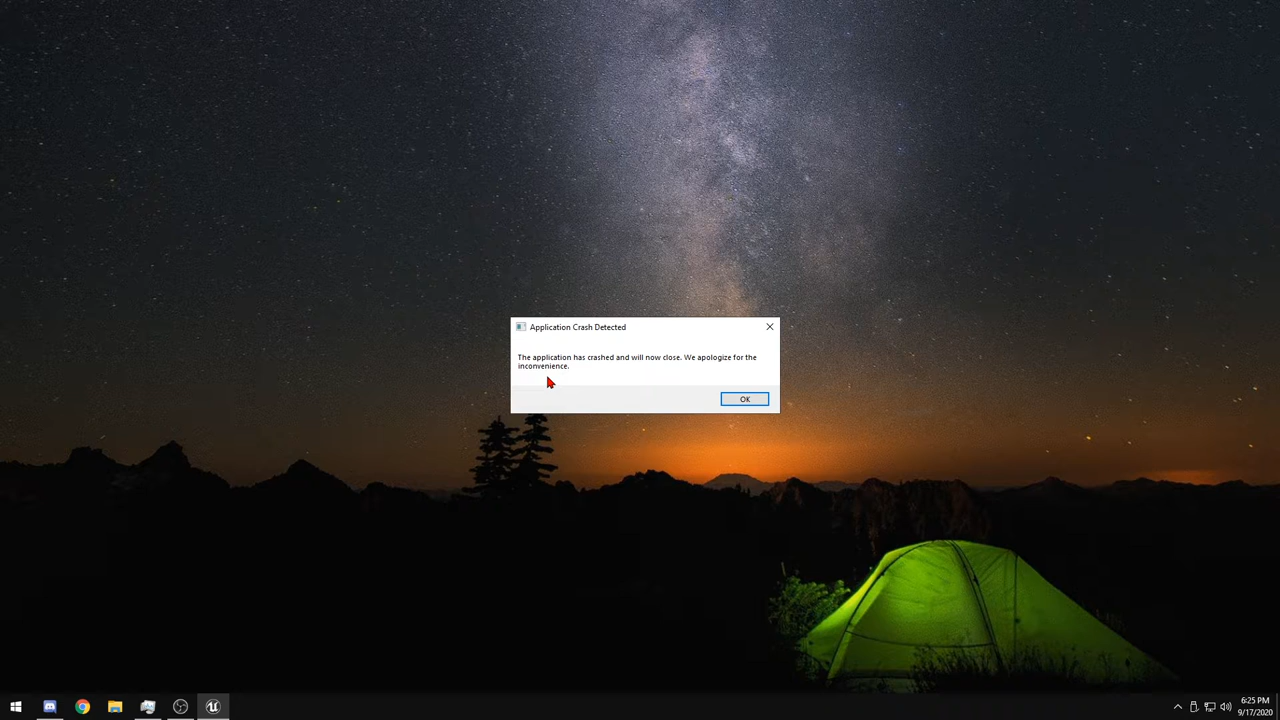 Application Crash Detected
The application has crashed and will now close. We apologize for the
inconvenience.
OK
6:25 PM
9/17/2020